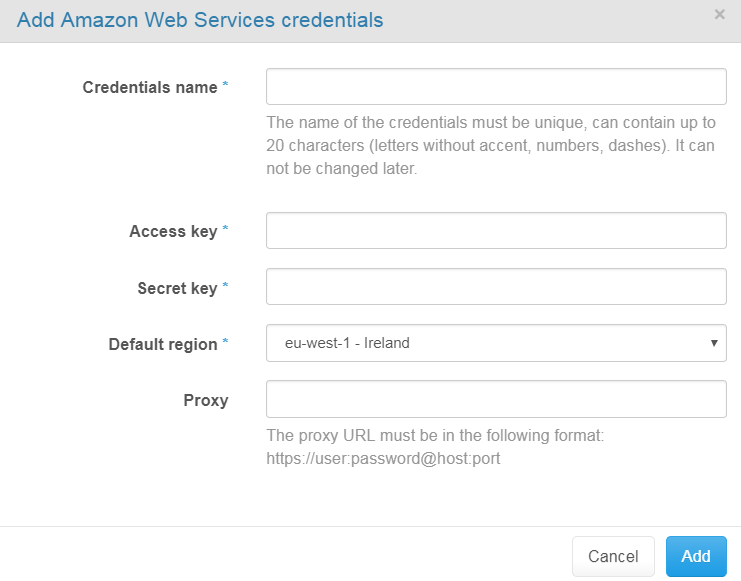 Add Amazon Web Services credentials ×
Credentials name *
The name of the credentials must be unique, can contain up to
20 characters (letters without accent, numbers, dashes). It can
not be changed later.
Access key *
Secret key *
Default region * eu-west-1 - Ireland
Proxy
The proxy URL must be in the following format:
https://user:password@host:port
Cancel Add